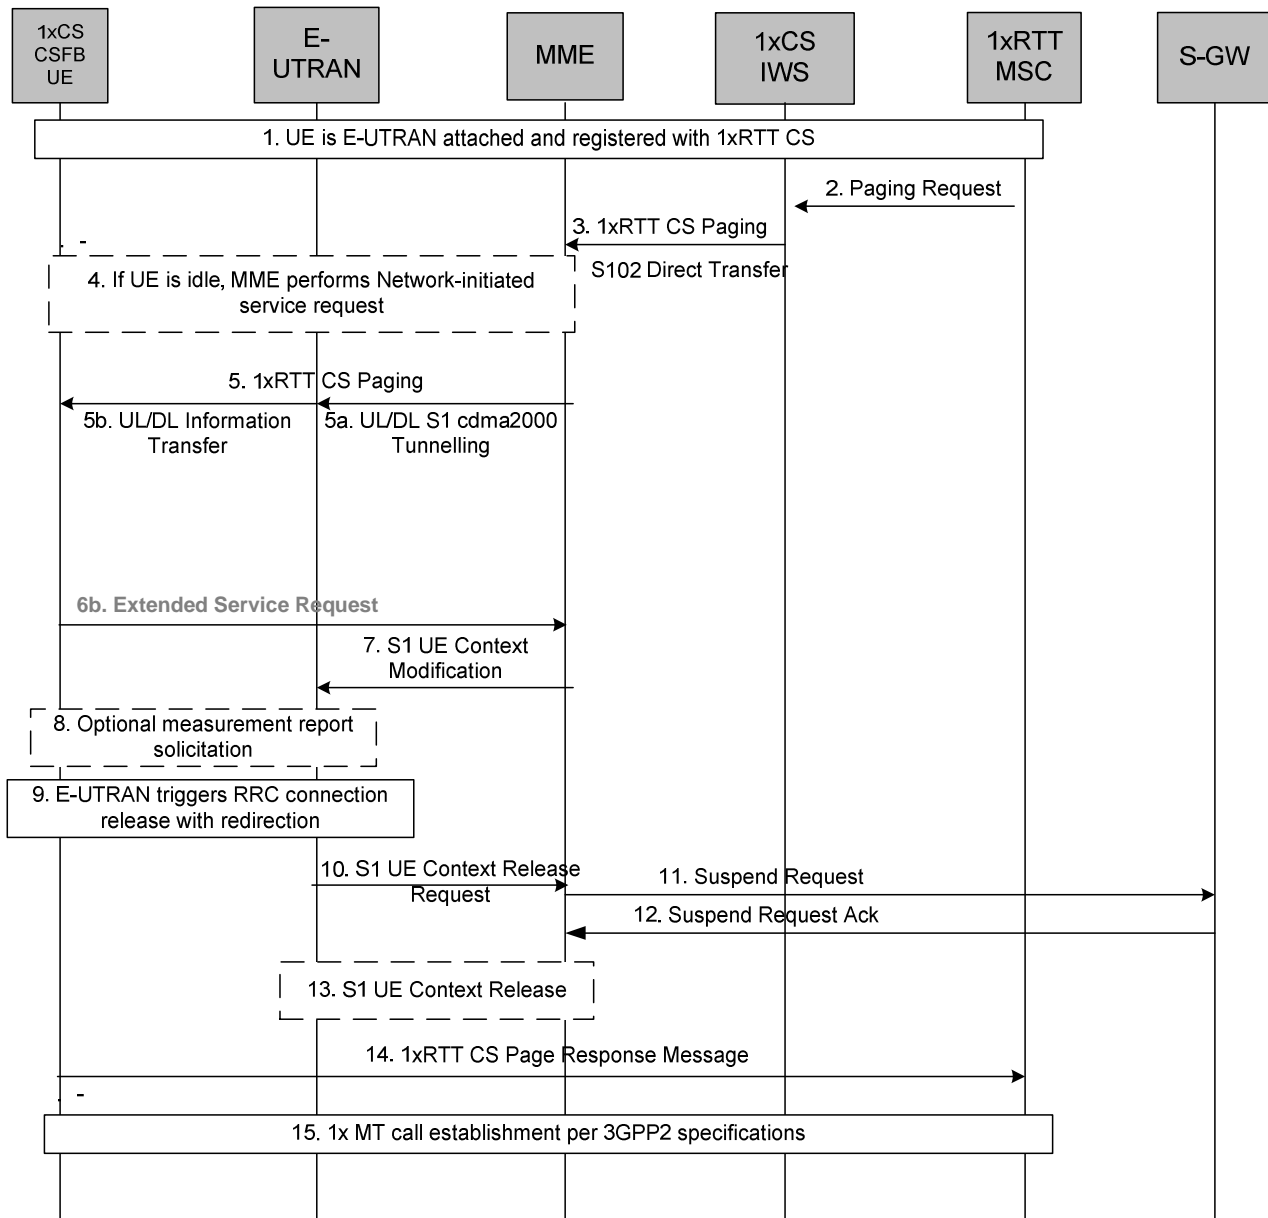 1xCS
CSFB
UE
E-
UTRAN
MME
1xCS
IWS
1xRTT
MSC
S-GW
1. UE is E-UTRAN attached and registered with 1xRTT CS
2. Paging Request
3. 1xRTT CS Paging
S102 Direct Transfer
4. If UE is idle, MME performs Network-initiated
service request
5. 1xRTT CS Paging
5b. UL/DL Information
Transfer
5a. UL/DL S1 cdma2000
Tunnelling
6b. Extended Service Request
7. S1 UE Context
Modification
8. Optional measurement report
solicitation
9. E-UTRAN triggers RRC connection
release with redirection
10. S1 UE Context Release
Request
11. Suspend Request
12. Suspend Request Ack
13. S1 UE Context Release
14. 1xRTT CS Page Response Message
15. 1x MT call establishment per 3GPP2 specifications